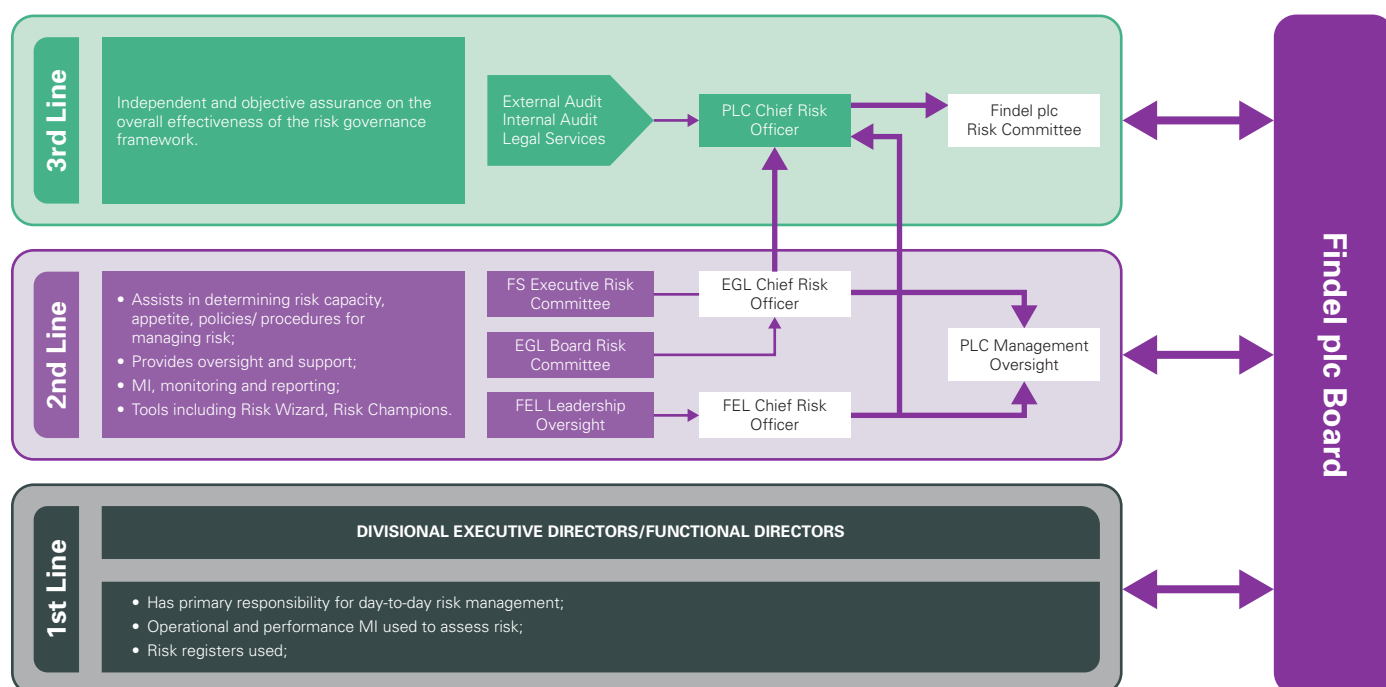 3rd Line
Independent and objective assurance on the
overall effectiveness of the risk governance
framework.
External Audit
Internal Audit
Legal Services
PLC Chief Risk
Officer
Findel plc
Risk Committee
2nd Line
• Assists in determining risk capacity,
appetite, policies/ procedures for
managing risk;
• Provides oversight and support;
• MI, monitoring and reporting;
• Tools including Risk Wizard, Risk Champions.
FS Executive Risk
Committee
EGL Board Risk
Committee
FEL Leadership
Oversight
EGL Chief Risk
Officer
FEL Chief Risk
Officer
PLC Management
Oversight
1st Line
DIVISIONAL EXECUTIVE DIRECTORS/FUNCTIONAL DIRECTORS
• Has primary responsibility for day-to-day risk management;
• Operational and performance MI used to assess risk;
• Risk registers used;
Findel plc Board